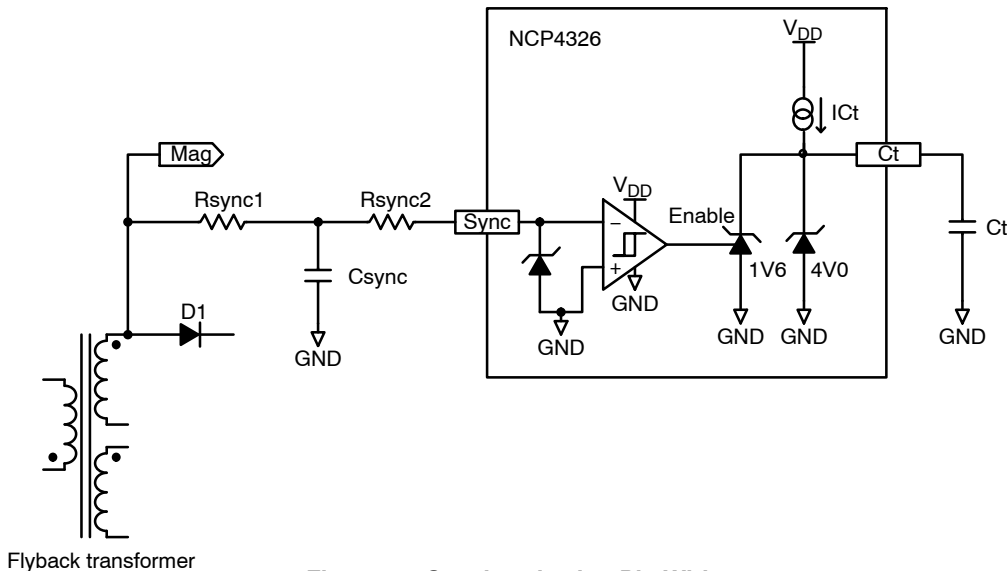 NCP4326
VDD
ICt
Mag
Ct
Rsync1
Rsync2
VDD
Sync
Enable
Ct
−
+
1V6
4V0
Csync
GND
D1
GND
GND
GND
GND
GND
Flyback transformer